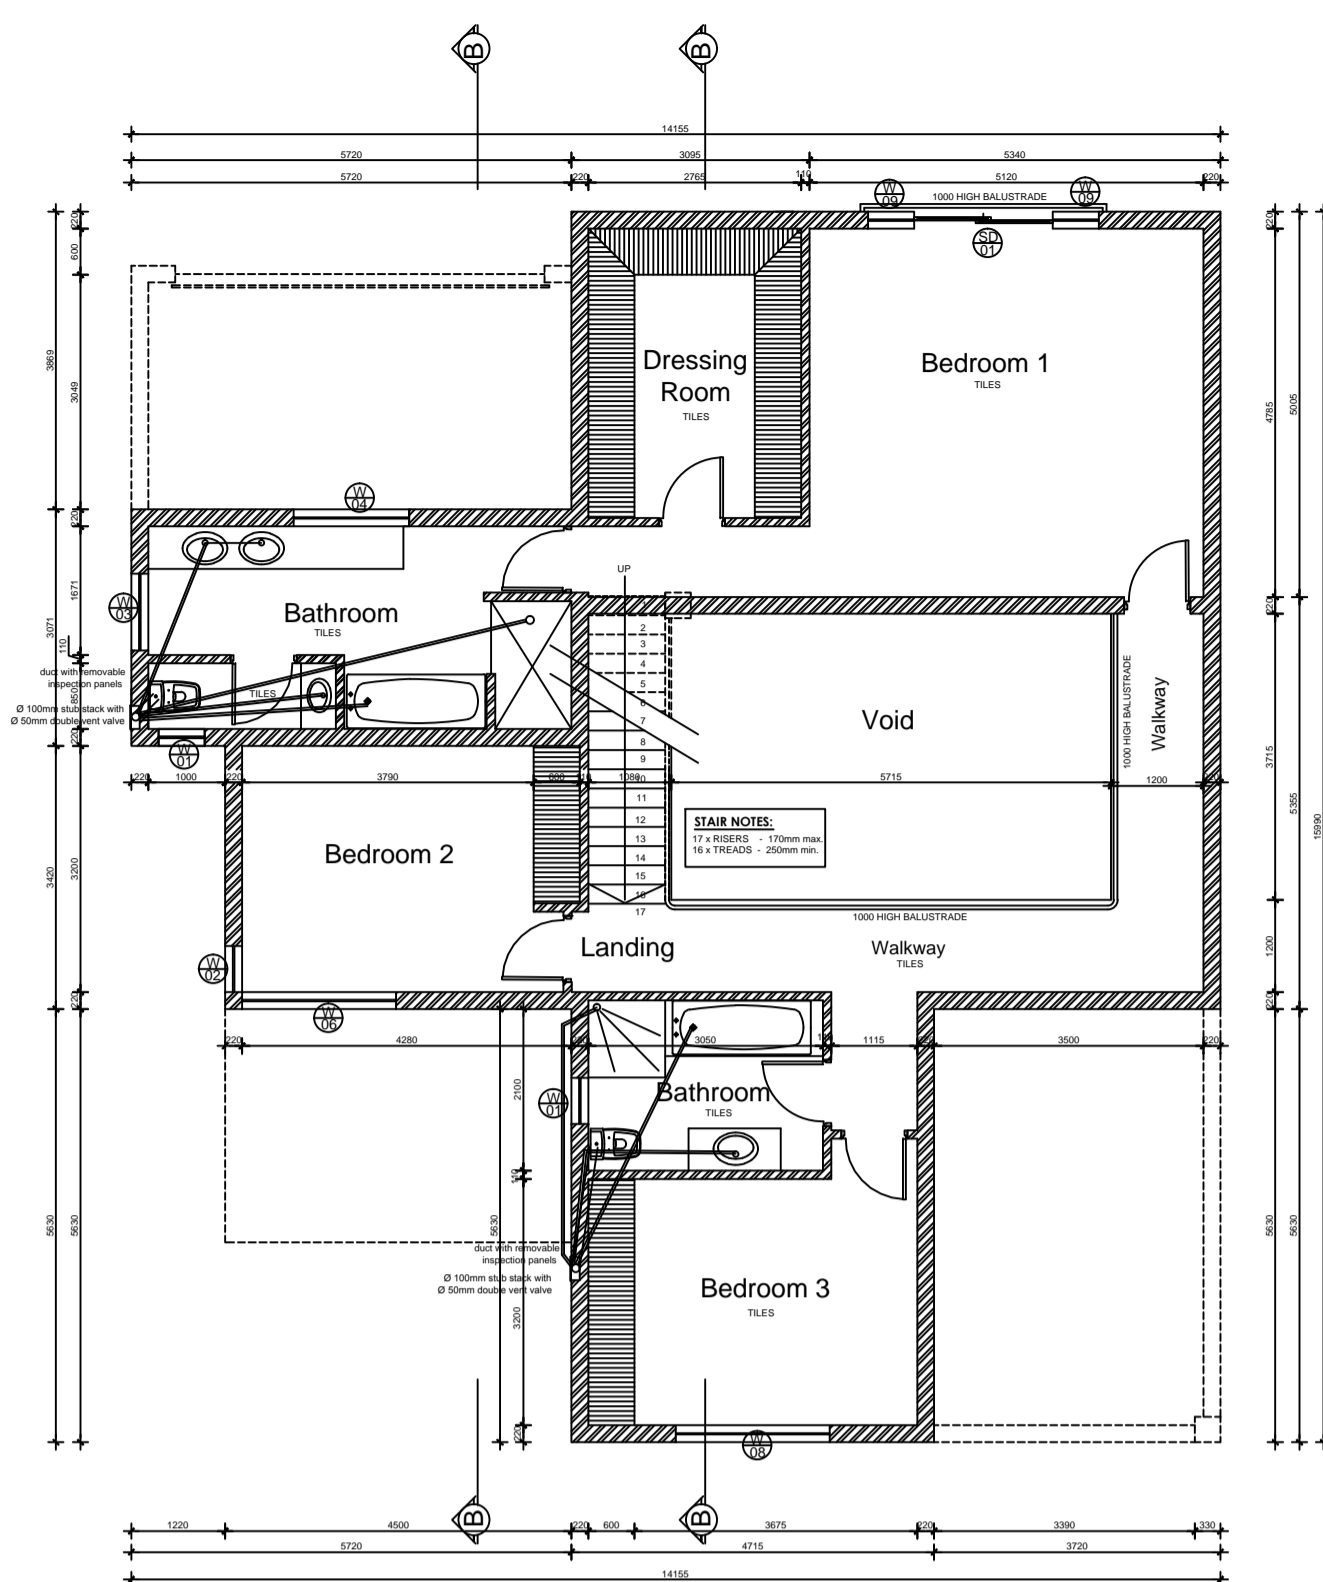 B
B
14155
5720
3095
5340
5720
220
2765
110
5120
220
W
09
1000 HIGH BALUSTRADE
W
09
SD
01
220
600
3869
3049
220
4785
5005
Dressing
Room
TILES
Bedroom 1
TILES
W
04
220
UP
1671
3071
110
W
03
Bathroom
TILES
220
duct with removable
inspection panels
850
TILES
Ø 100mm stub stack with
Ø 50mm double vent valve
220
W
01
1
2
3
4
5
6
7
8
9
10
11
12
13
14
15
16
17
Void
1000 HIGH BALUSTRADE
Walkway
220
1000
220
3790
600
110
1080
5715
1200
220
3715
5355
15990
STAIR NOTES:
17 x RISERS - 170mm max.
16 x TREADS - 250mm min.
Bedroom 2
3420
3200
1000 HIGH BALUSTRADE
Landing
Walkway
TILES
1200
W
02
220
220
W
06
220
4280
220
3050
1115
220
3500
220
2100
W
01
Bathroom
TILES
110
5630
5630
5630
5630
5630
duct with removable
inspection panels
Ø 100mm stub stack with
Ø 50mm double vent valve
Bedroom 3
TILES
3200
220
W
08
B
B
1220
4500
220
600
3675
220
3390
330
5720
4715
3720
14155